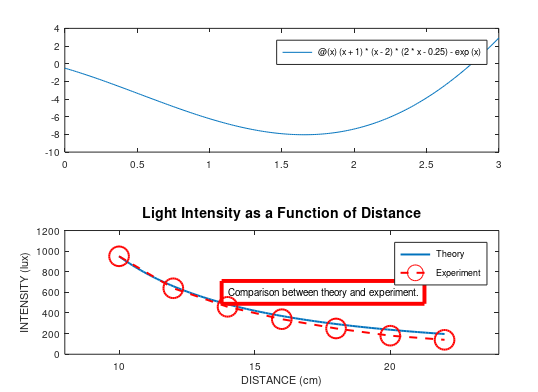 4
2
0
-2
-4
-6
-8
-10
@(x) (x + 1) * (x - 2) * (2 * x - 0.25) - exp (x)
0 0.5 1 1.5 2 2.5 3
Light Intensity as a Function of Distance
1200
1000
800
600
400
200
0
INTENSITY (lux)
Theory
Experiment
Comparison between theory and experiment.
10 15 20
DISTANCE (cm)